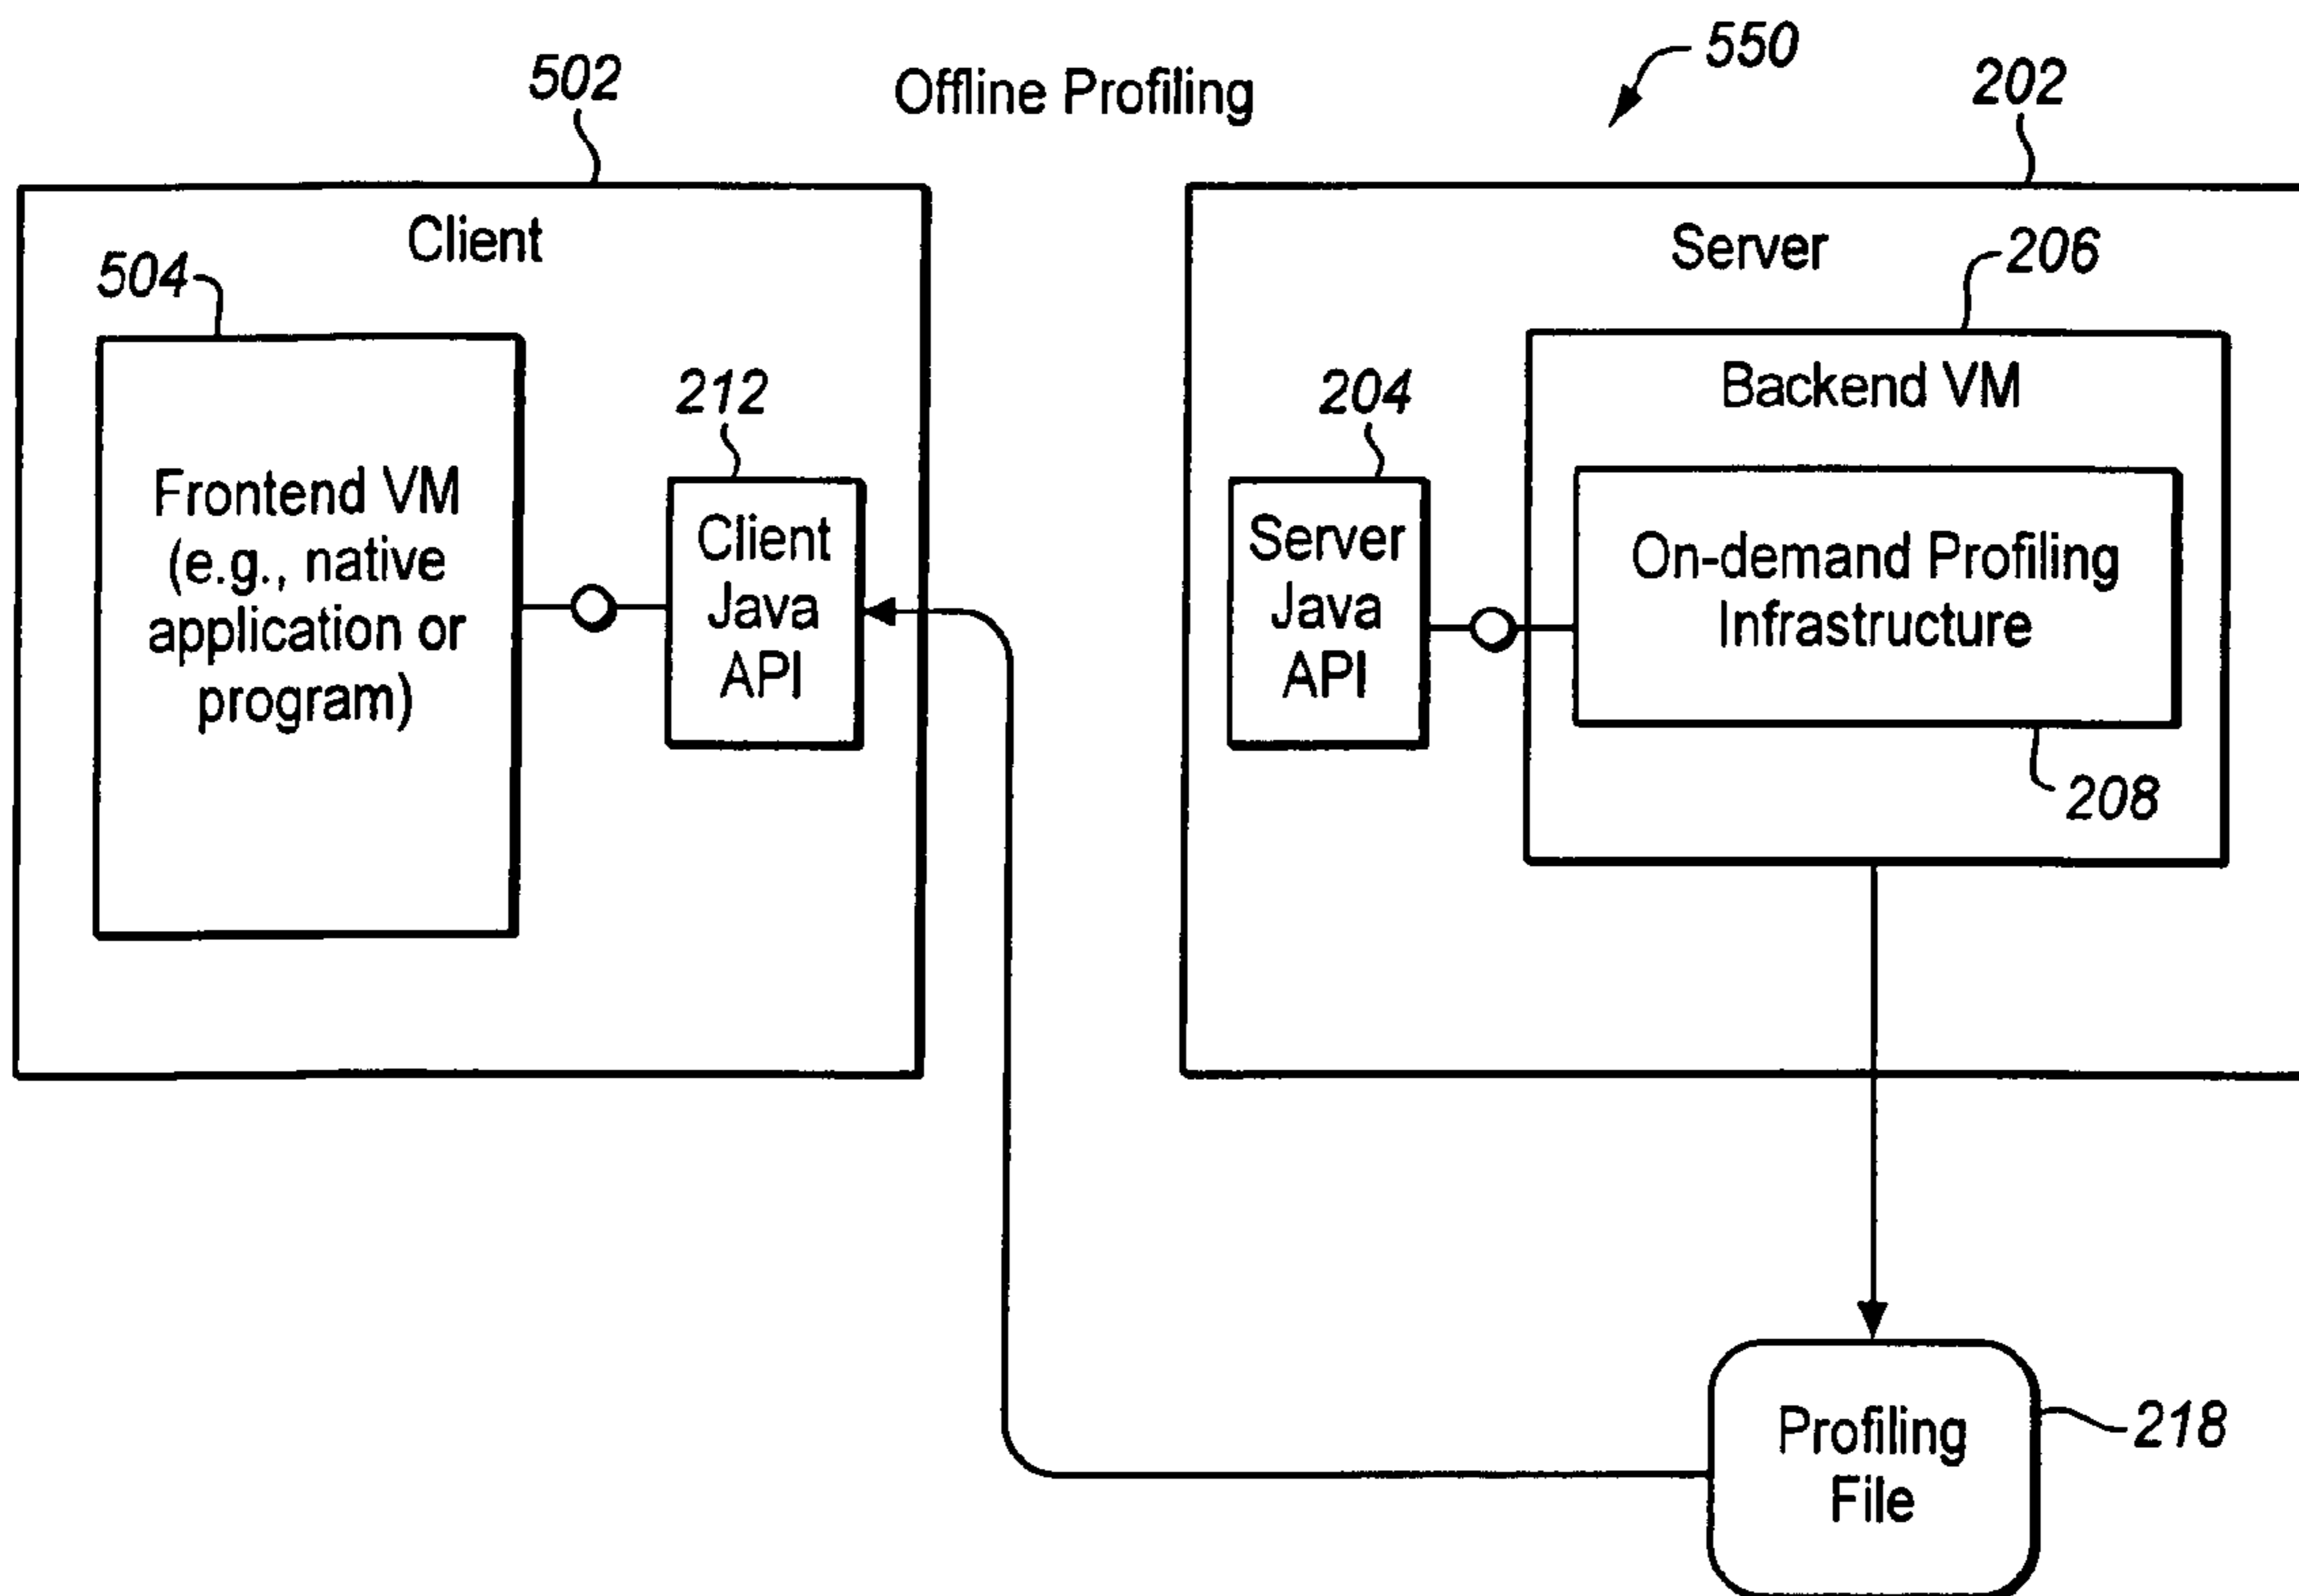 502
Offline Profiling
550
202
Client
504
Server
206
Frontend VM
(e.g., native
application or
program)
212
Client
Java
API
204
Server
Java
API
Backend VM
On-demand Profiling
Infrastructure
208
Profiling
File
218